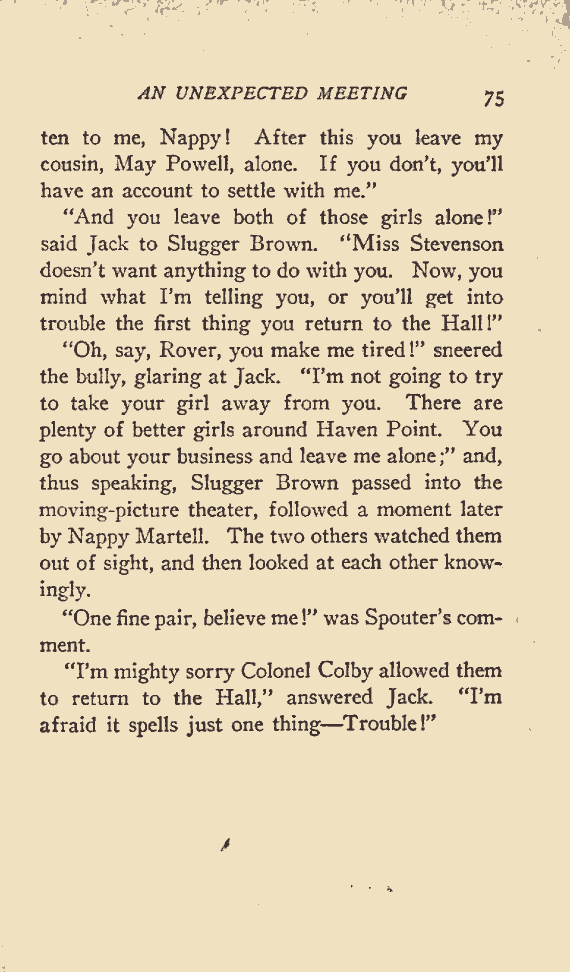 AN UNEXPECTED MEETING 75
ten to me, Nappy! After this you leave my
cousin, May Powell, alone. If you don't, you'll
have an account to settle with me."
"And you leave both of those girls alone!"
said Jack to Slugger Brown. "Miss Stevenson
doesn't want anything to do with you. Now, you
mind what I'm telling you, or you'll get into
trouble the first thing you return to the Hall!"
"Oh, say, Rover, you make me tired!" sneered
the bully, glaring at Jack. "I'm not going to try
to take your girl away from you. There are
plenty of better girls around Haven Point. You
go about your business and leave me alone;" and,
thus speaking, Slugger Brown passed into the
moving-picture theater, followed a moment later
by Nappy Martell. The two others watched them
out of sight, and then looked at each other know-
ingly.
"One fine pair, believe me!" was Spouter's com-
ment.
"I'm mighty sorry Colonel Colby allowed them
to return to the Hall," answered Jack. "I'm
afraid it spells just one thing—Trouble!"